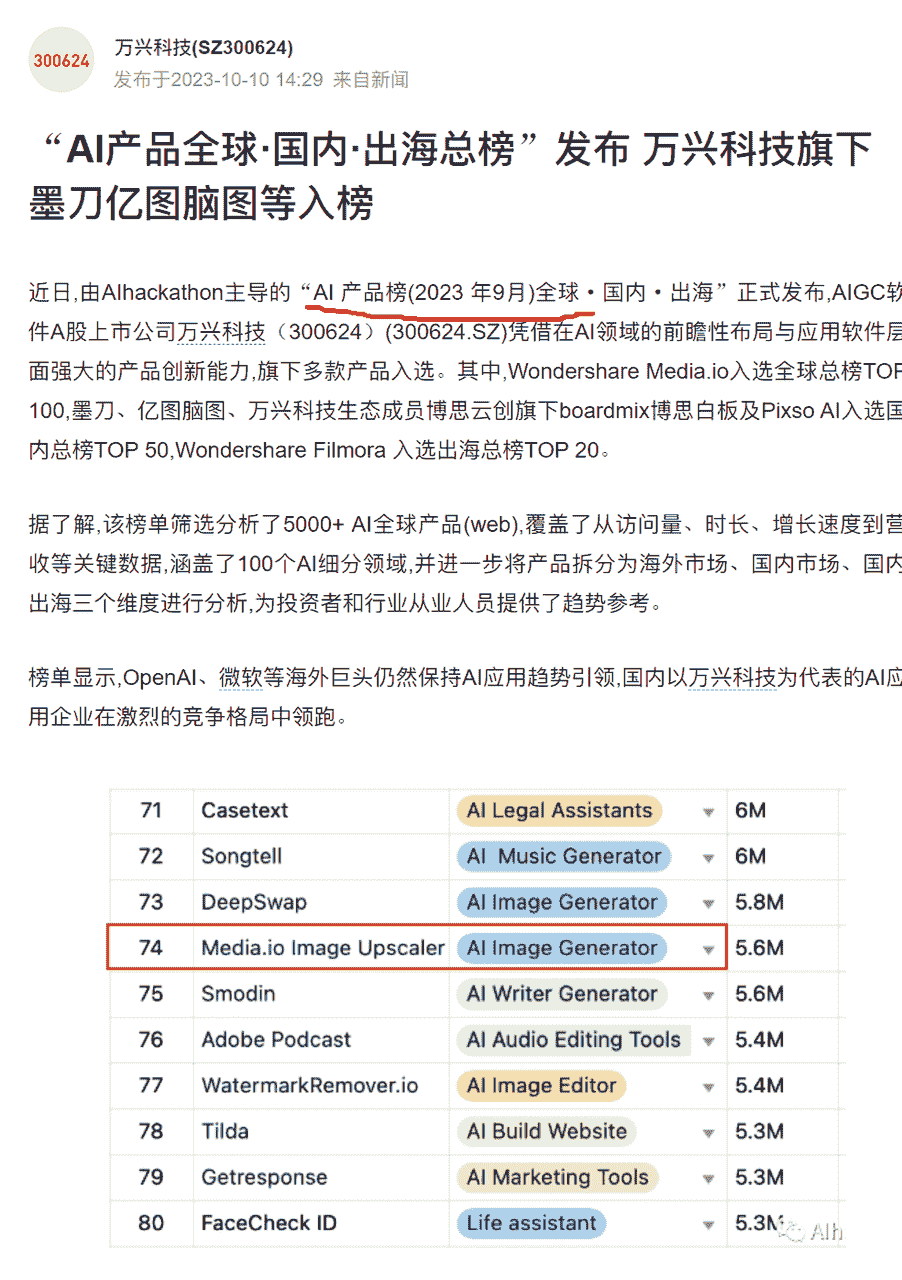 300624
万兴科技(SZ300624)
发布于2023-10-10 14:29 来自新闻
“AI产品全球·国内·出海总榜”发布 万兴科技旗下
墨刀亿图脑图等入榜
近日,由AIhackathon主导的“AI 产品榜(2023 年9月)全球·国内·出海”正式发布,AIGC软
件A股上市公司万兴科技（300624）(300624.SZ)凭借在AI领域的前瞻性布局与应用软件层
面强大的产品创新能力,旗下多款产品入选。其中,Wondershare Media.io入选全球总榜TOP
100,墨刀、亿图脑图、万兴科技生态成员博思云创旗下boardmix博思白板及Pixso AI入选国
内总榜TOP 50,Wondershare Filmora 入选出海总榜TOP 20。
据了解,该榜单筛选分析了5000+ AI全球产品(web),覆盖了从访问量、时长、增长速度到营
收等关键数据,涵盖了100个AI细分领域,并进一步将产品拆分为海外市场、国内市场、国内
出海三个维度进行分析,为投资者和行业从业人员提供了趋势参考。
榜单显示,OpenAI、微软等海外巨头仍然保持AI应用趋势引领,国内以万兴科技为代表的AI应
用企业在激烈的竞争格局中领跑。
71 Casetext AI Legal Assistants 6M
72 Songtell AI  Music Generator 6M
73 DeepSwap AI Image Generator 5.8M
74 Media.io Image Upscaler AI Image Generator 5.6M
75 Smodin AI Writer Generator 5.6M
76 Adobe Podcast AI Audio Editing Tools 5.4M
77 WatermarkRemover.io AI Image Editor 5.4M
78 Tilda AI Build Website 5.3M
79 Getresponse AI Marketing Tools 5.3M
80 FaceCheck ID Life assistant 5.3M AIh